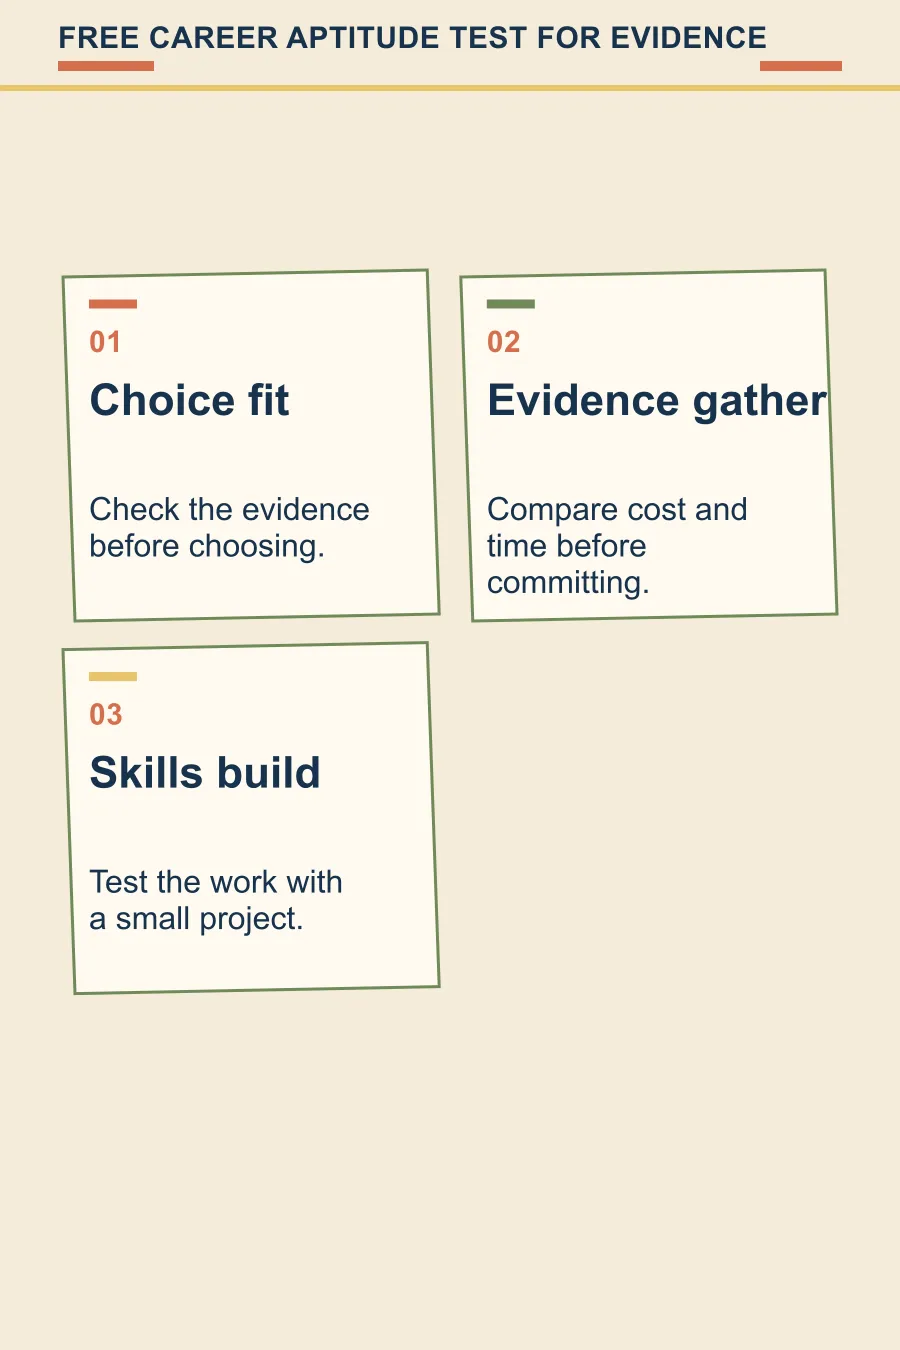 FREE CAREER APTITUDE TEST FOR EVIDENCE
01
Choice fit
Check the evidence
before choosing.
02
Evidence gather
Compare cost and
time before
committing.
03
Skills build
Test the work with
a small project.